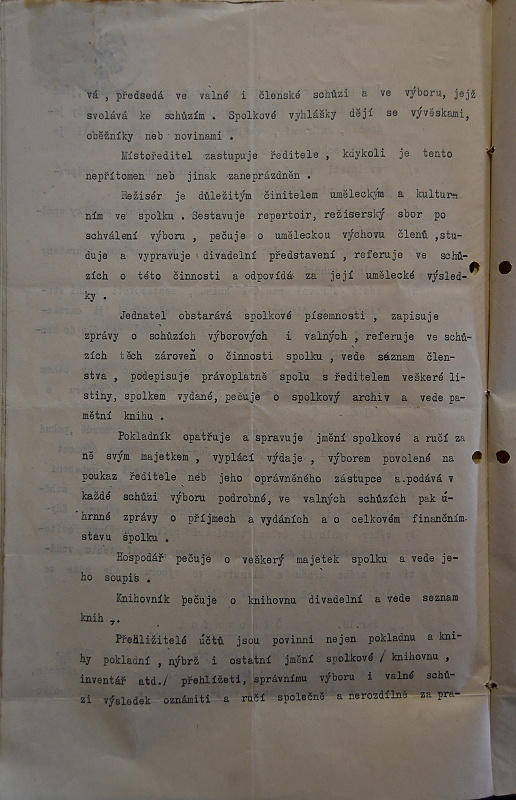 vá , předsedá ve valné i členské schůzi a ve výboru, jejž
svolává ke schůzím . Spolkové vyhlášky dějí se vývěskami,
oběžníky neb novinami .
Místoředitel zastupuje ředitele , kdykoli je tento
nepřítomen neb jinak zaneprázdněn .
Režisér je důležitým činitelem uměleckým a kultur-
ním ve spolku . Sestavuje repertoir, režiserský sbor po
schválení výboru , pečuje o uměleckou výchovu členů ,stu-
duje a vypravuje divadelní představení , referuje ve schů-
zích o této činnosti a odpovídá za její umělecké výsled-
ky .
Jednatel obstarává spolkové písemnosti , zapisuje
zprávy o schůzích výborových i valných , referuje ve schů-
zích těch zároveň o činnosti spolku , vede sáznam člen-
stva , podepisuje právoplatně spolu s ředitelem veškeré li-
stiny, spolkem vydané, pečuje o spolkový archiv a vede pa-
mětní knihu .
Pokladník opatřuje a spravuje jmění spolkové a ručí za
ně svým majetkem , vyplácí výdaje , výborem povolené na
poukaz ředitele neb jeho oprávněného zástupce a.podává v
každé schůzi výboru podrobné, ve valných schůzích pak ú-
hrnné zprávy o příjmech a vydáních a o celkovém finančním
stavu spolku .
Hospodář pečuje o veškerý majetek spolku a vede je-
ho soupis .
Knihovník pečuje o knihovnu divadelní a vede seznam
knih ,.
Přehližitelé účtů jsou povinni nejen pokladnu a kni-
hy pokladní , nýbrž i ostatní jmění spolkové / knihovnu ,
inventář atd./ přehlížeti, správnímu výboru i valné schů-
zi výsledek oznámiti a ručí společně a nerozdílně za pra-